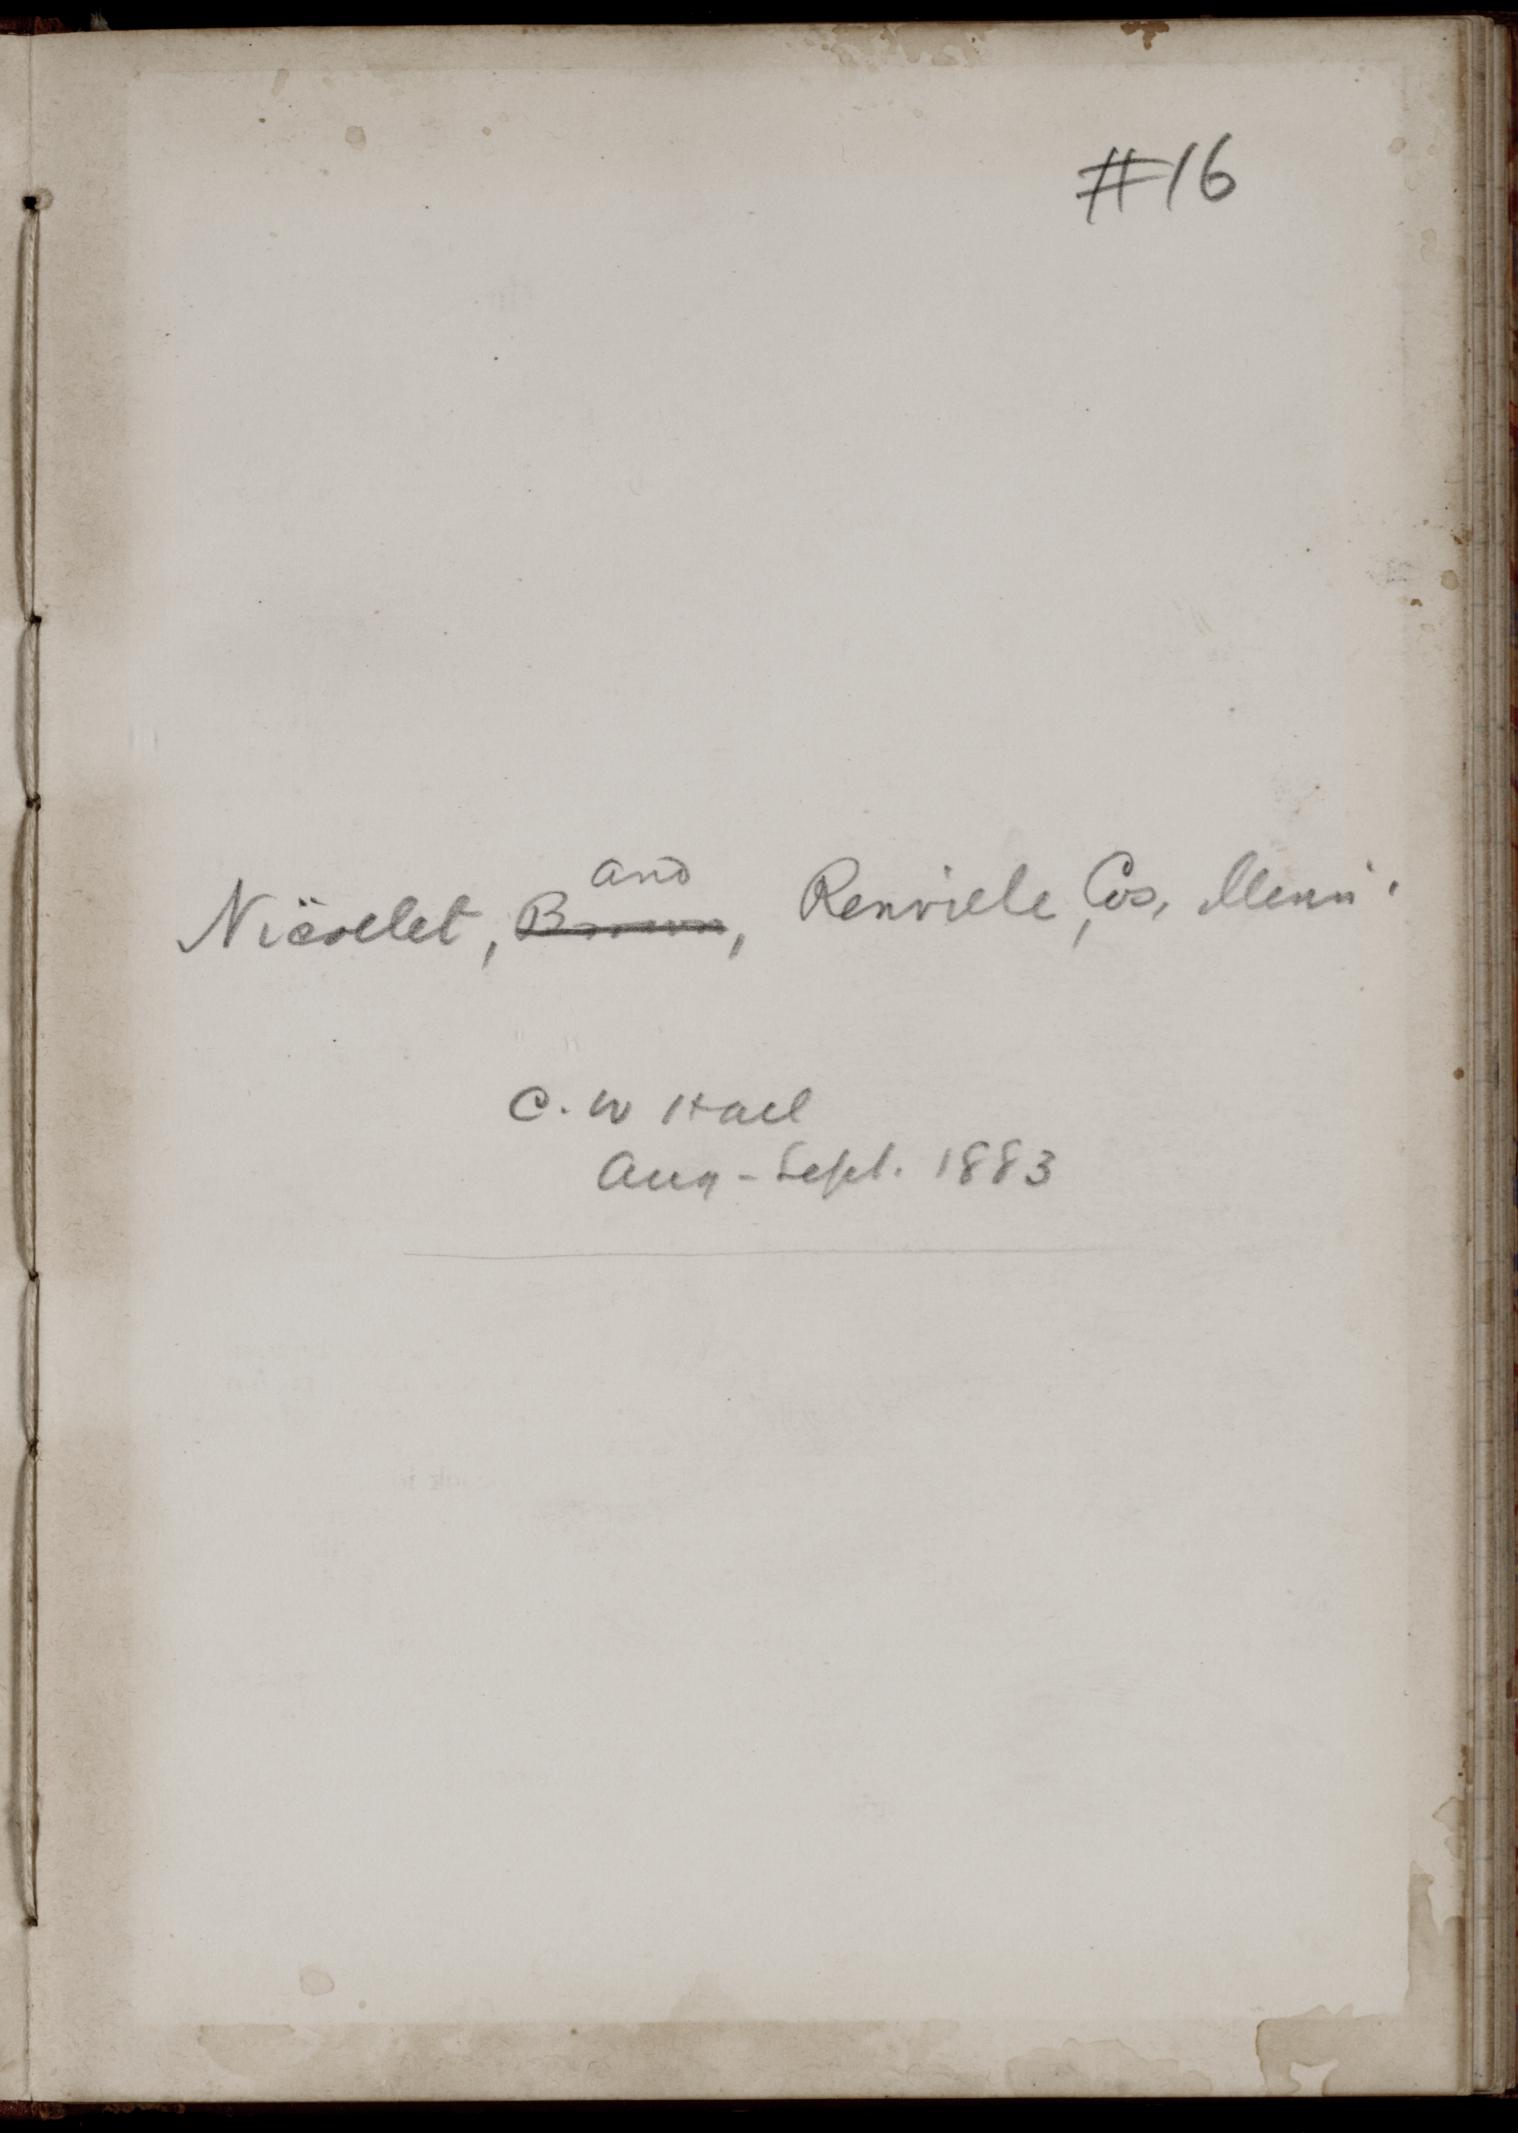 #16
and
Nicollet, Brown, Renville, Cos, Minn.
C. W Hall
Aug - Sept. 1883